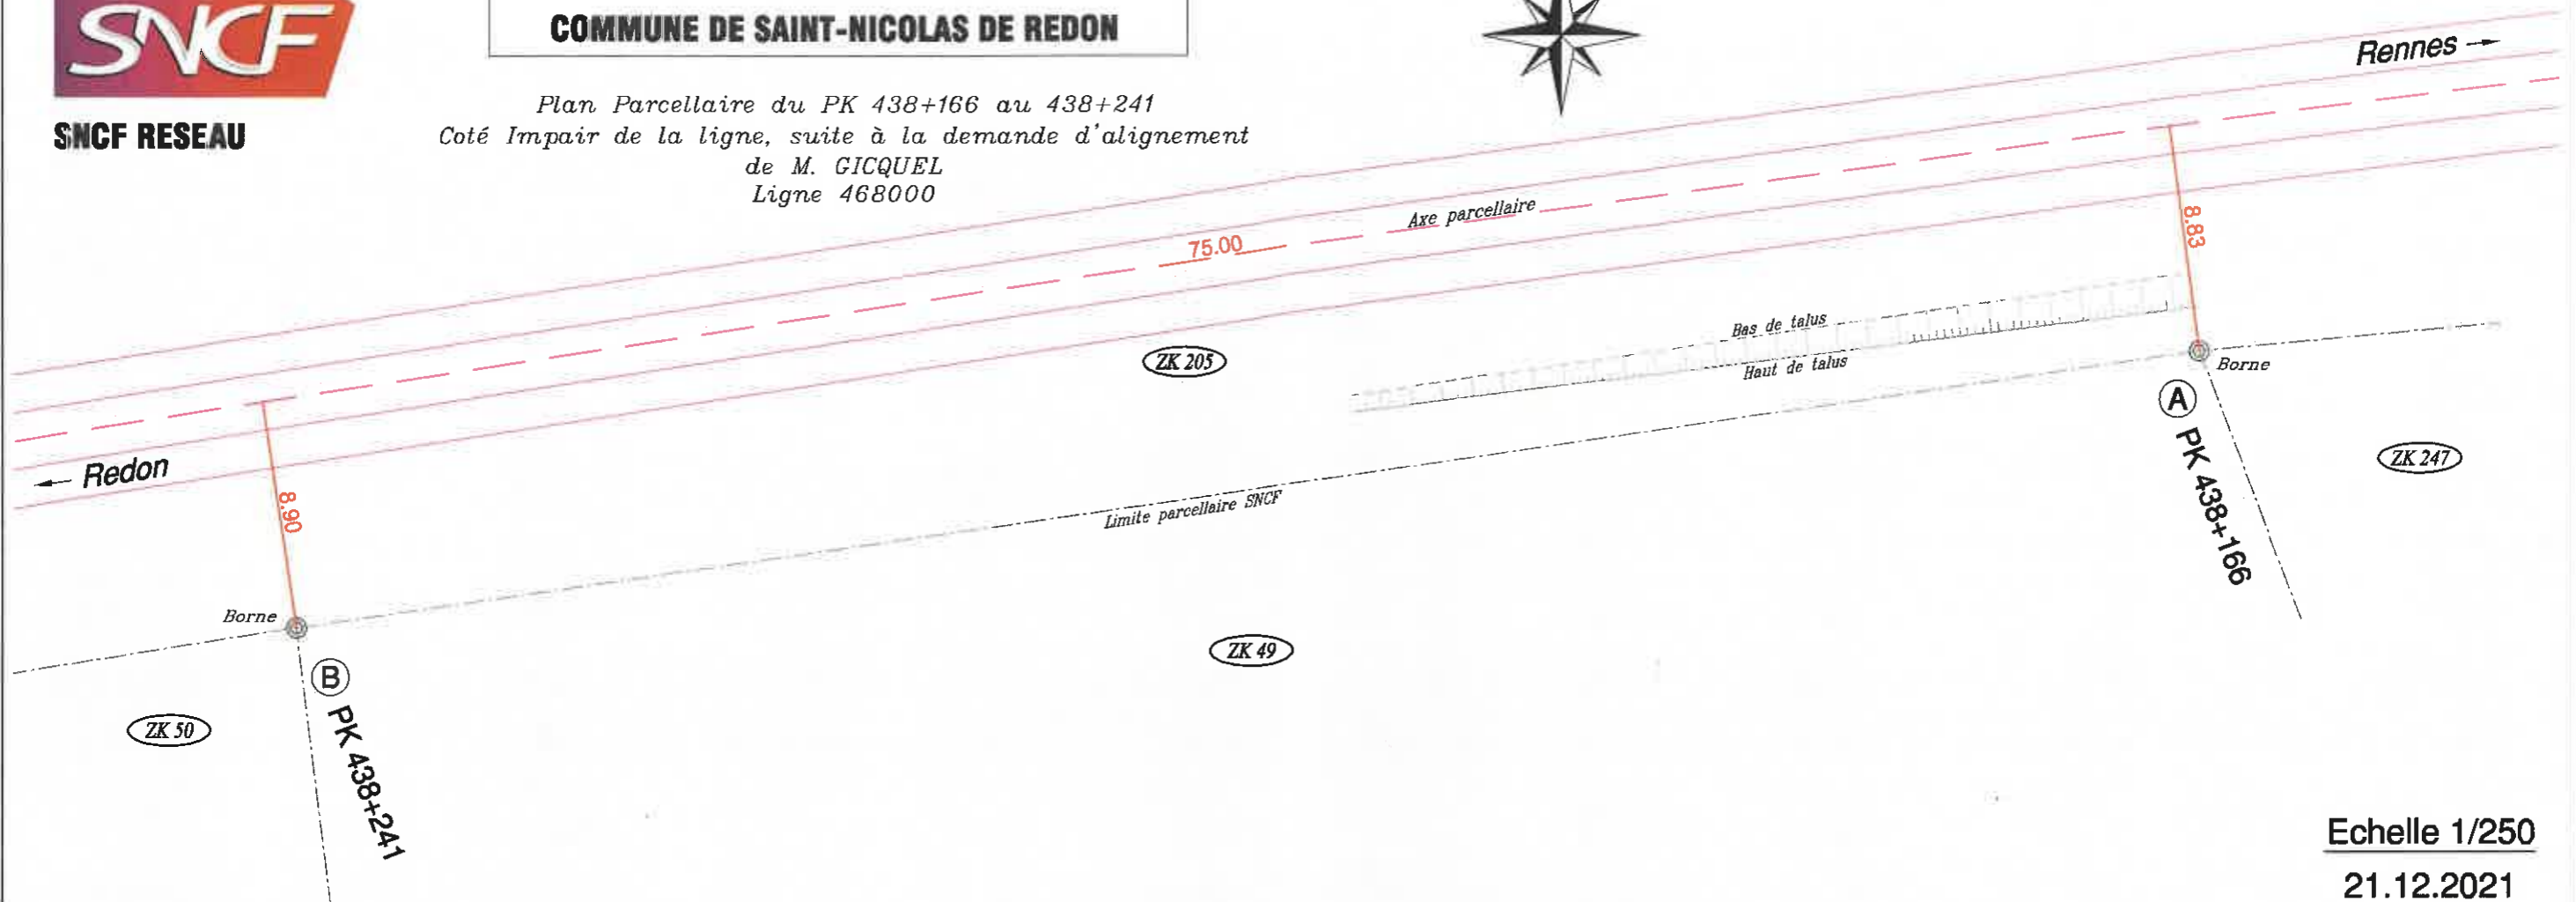 SNCF
SNCF RESEAU
COMMUNE DE SAINT-NICOLAS DE REDON
Plan Parcellaire du PK 438+166 au 438+241
Coté Impair de la ligne, suite à la demande d'alignement
de M. GICQUEL
Ligne 468000
Rennes →
Axe parcellaire
75.00
8.83
Bas de talus
Haut de talus
ZK 205
Borne
A
PK 438+166
ZK 247
← Redon
8.90
Limite parcellaire SNCF
Borne
B
PK 438+241
ZK 49
ZK 50
Echelle 1/250
21.12.2021